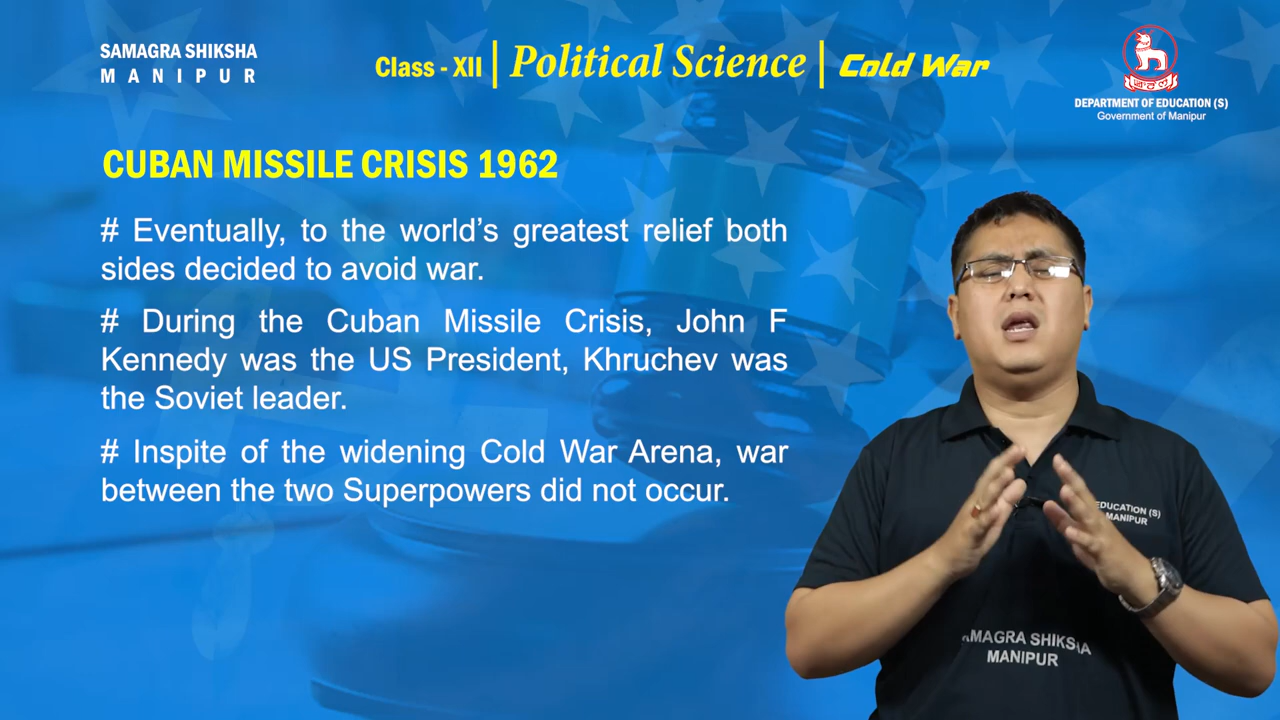 SAMAGRA SHIKSHA
MANIPUR
Class - XII | Political Science | Cold War
DEPARTMENT OF EDUCATION (S)
Government of Manipur
CUBAN MISSILE CRISIS 1962
# Eventually, to the world's greatest relief both
sides decided to avoid war.
# During the Cuban Missile Crisis, John F
Kennedy was the US President, Khruchev was
the Soviet leader.
# Inspite of the widening Cold War Arena, war
between the two Superpowers did not occur.
EDUCATION (S)
MANIPUR
AMAGRA SHIKSHA
MANIPUR